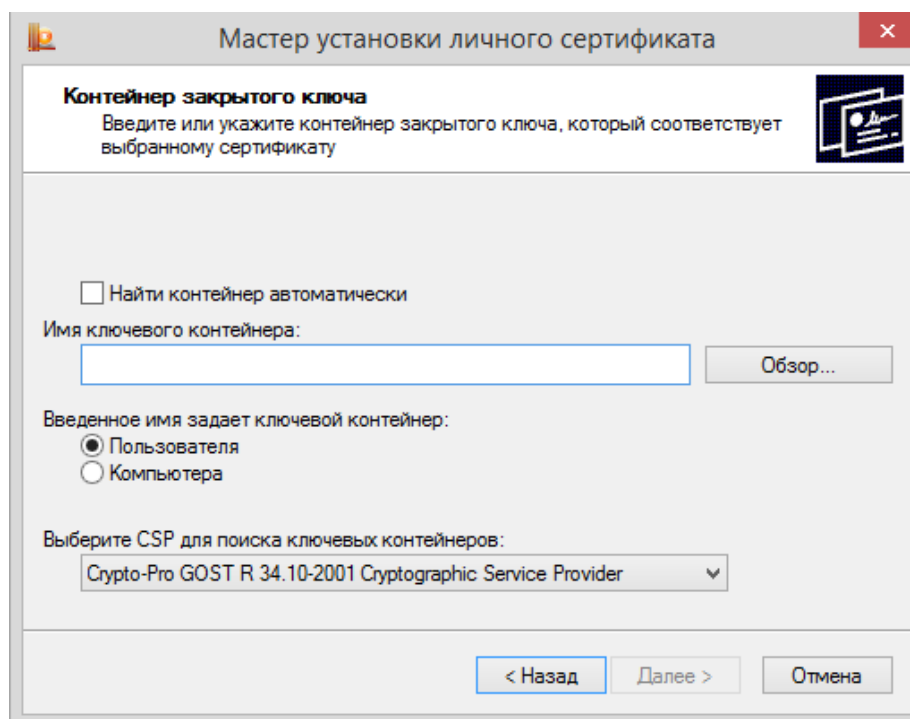 Мастер установки личного сертификата
Контейнер закрытого ключа
Введите или укажите контейнер закрытого ключа, который соответствует
выбранному сертификату
Найти контейнер автоматически
Имя ключевого контейнера:
Обзор...
Введенное имя задает ключевой контейнер:
Пользователя
Компьютера
Выберите CSP для поиска ключевых контейнеров:
Crypto-Pro GOST R 34.10-2001 Cryptographic Service Provider
< Назад
Далее >
Отмена